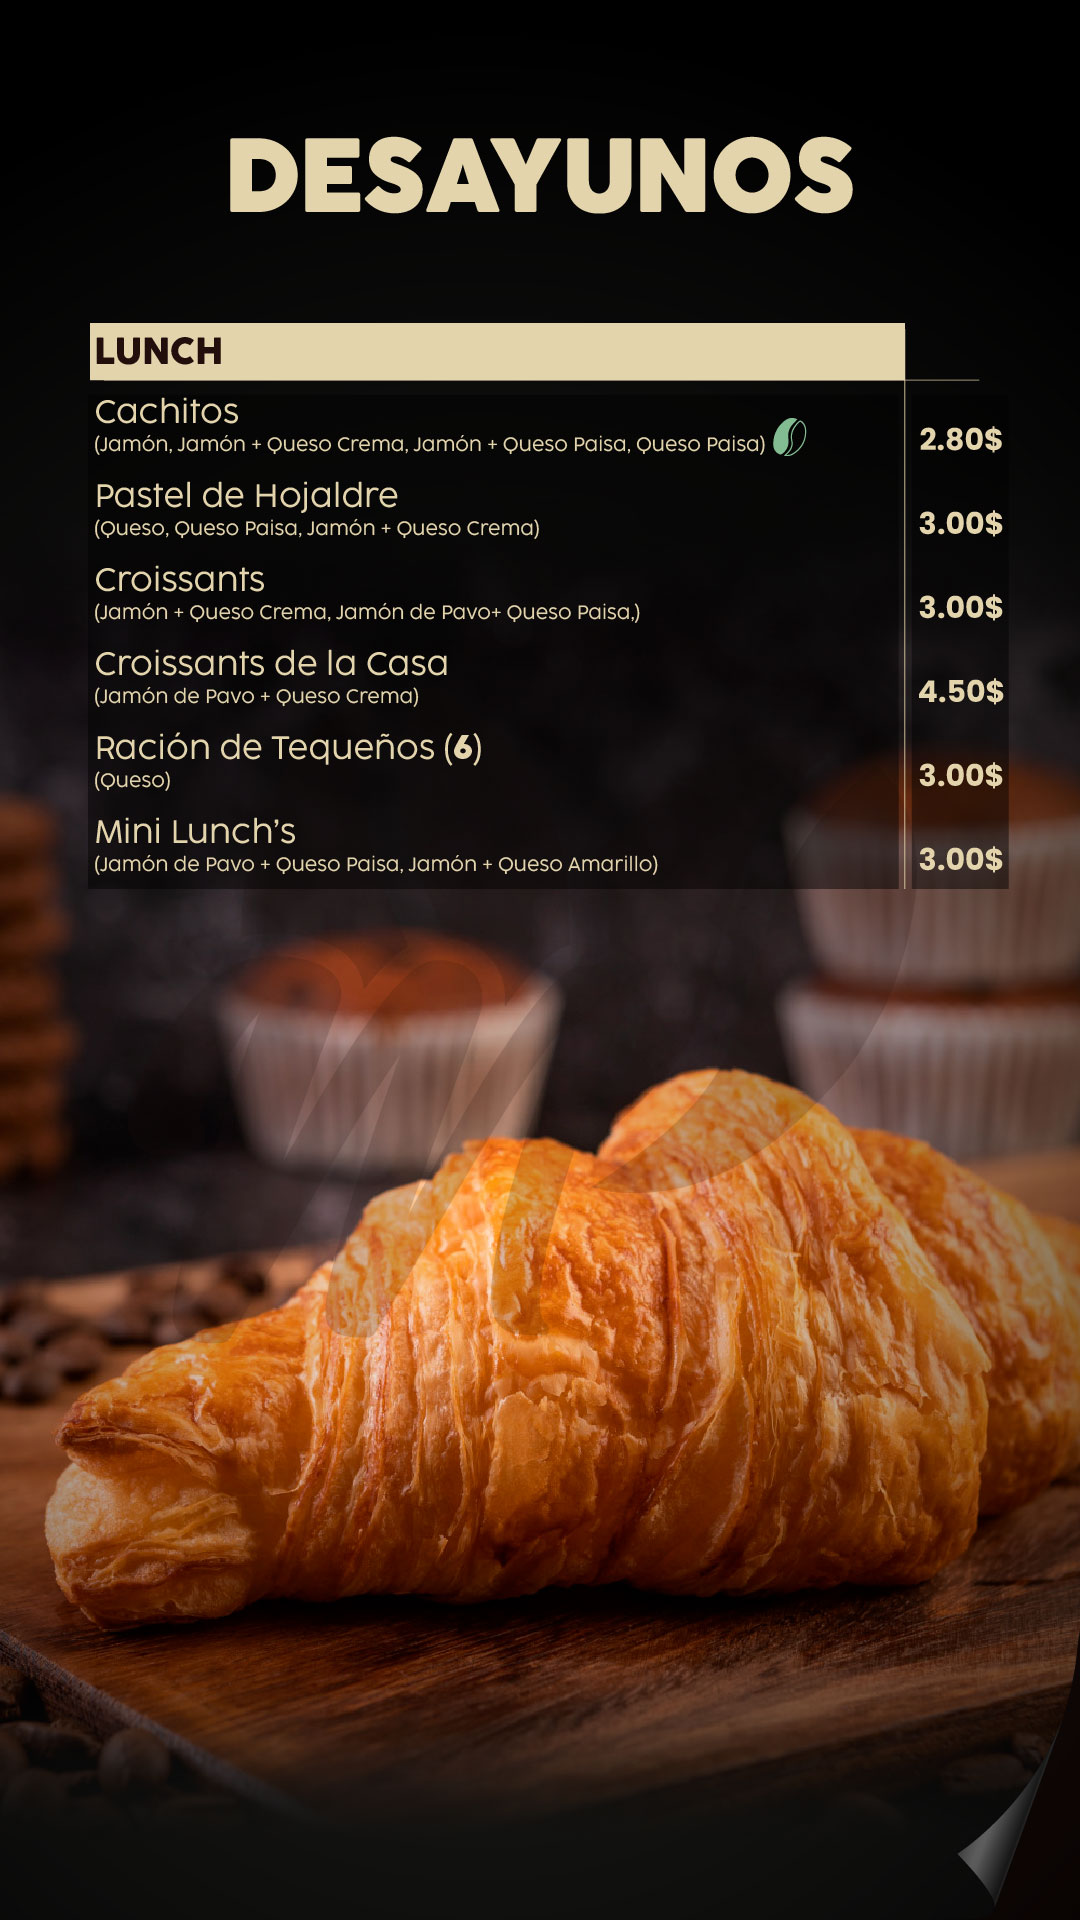 DESAYUNOS
LUNCH
Cachitos
(Jamón, Jamón + Queso Crema, Jamón + Queso Paisa, Queso Paisa)
2.80$
Pastel de Hojaldre
(Queso, Queso Paisa, Jamón + Queso Crema)
3.00$
Croissants
(Jamón + Queso Crema, Jamón de Pavo+ Queso Paisa,)
3.00$
Croissants de la Casa
(Jamón de Pavo + Queso Crema)
4.50$
Ración de Tequeños (6)
(Queso)
3.00$
Mini Lunch's
(Jamón de Pavo + Queso Paisa, Jamón + Queso Amarillo)
3.00$